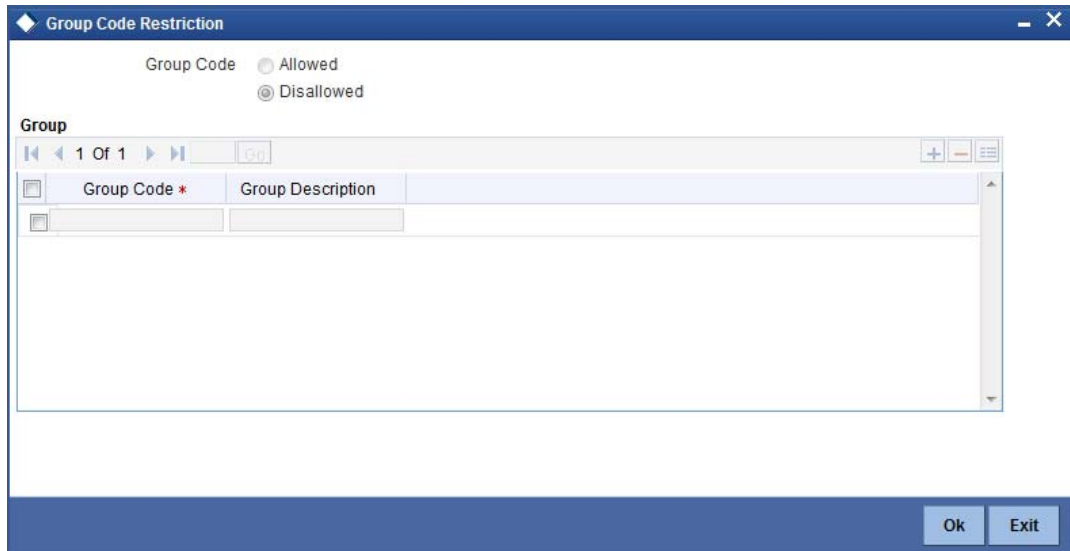 Group Code Restriction
Group Code Allowed
Disallowed
Group
1 Of 1 Go
Group Code * Group Description
Ok Exit